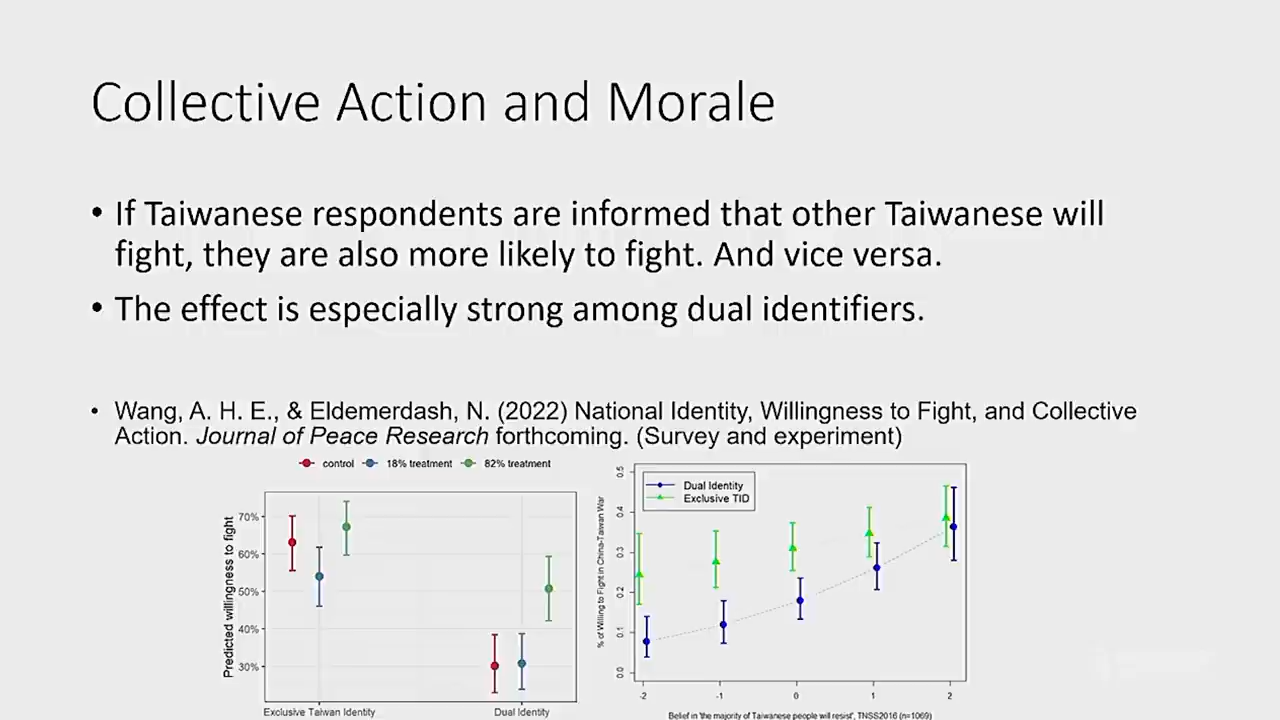 Collective Action and Morale
• If Taiwanese respondents are informed that other Taiwanese will
fight, they are also more likely to fight. And vice versa.
• The effect is especially strong among dual identifiers.
• Wang, A. H. E., & Eldemerdash, N. (2022) National Identity, Willingness to Fight, and Collective
Action. Journal of Peace Research forthcoming. (Survey and experiment)
control 18% treatment 82% treatment
Predicted willingness to fight
70%
60%
50%
40%
30%
Exclusive Taiwan Identity Dual Identity
Dual Identity
Exclusive TID
% of Willing to Fight in China-Taiwan War
0.5
0.4
0.3
0.2
0.1
0.0
-2 -1 0 1 2
Belief in 'the majority of Taiwanese people will resist', TNSS2016 (n=1069)